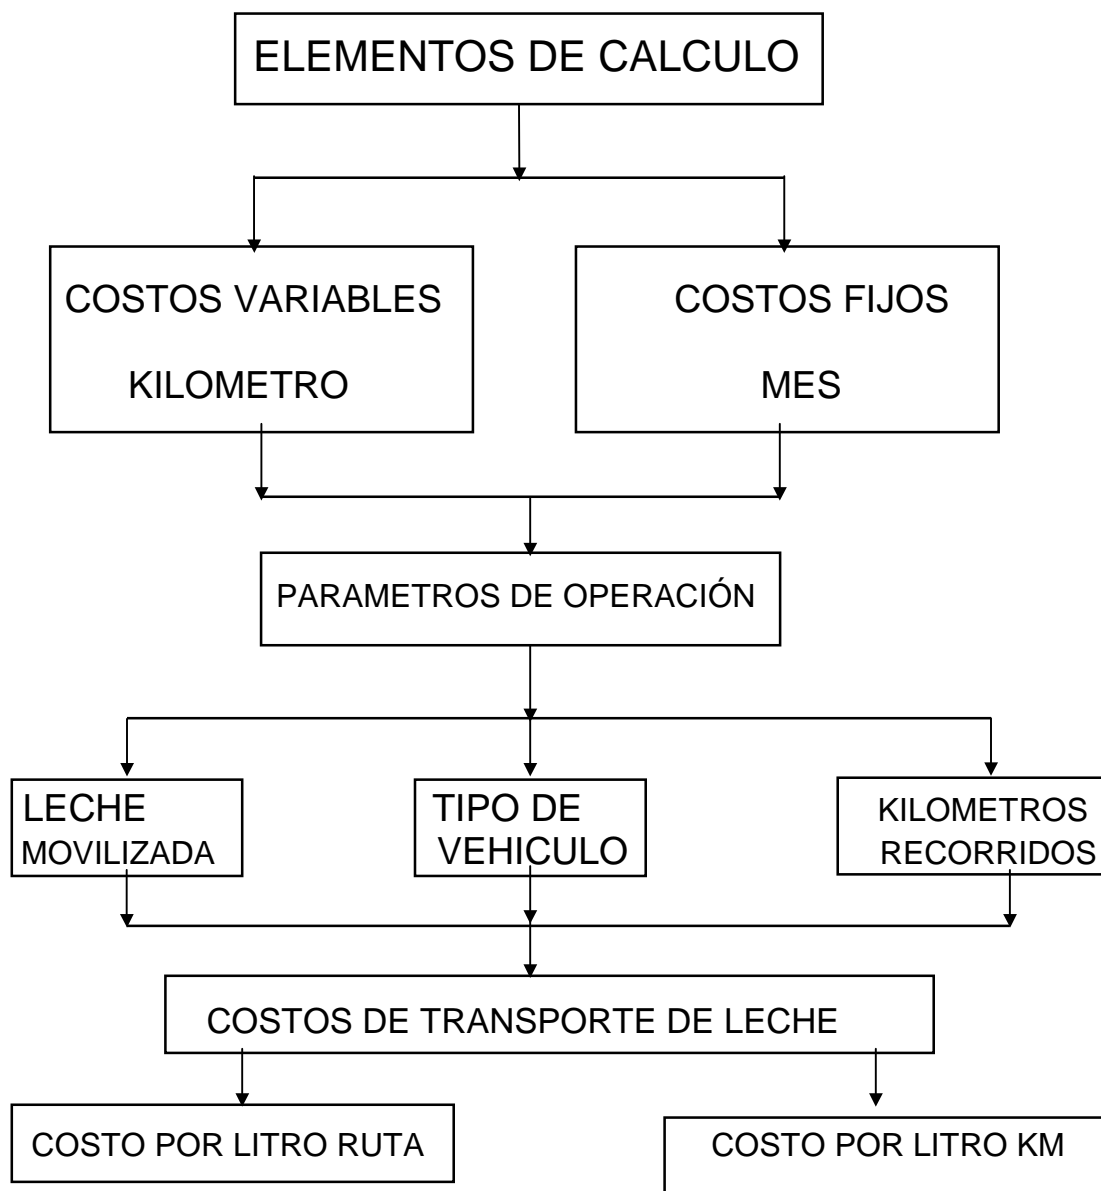 ELEMENTOS DE CALCULO
COSTOS VARIABLES
KILOMETRO
COSTOS FIJOS
MES
PARAMETROS DE OPERACIÓN
LECHE
MOVILIZADA
TIPO DE
VEHICULO
KILOMETROS
RECORRIDOS
COSTOS DE TRANSPORTE DE LECHE
COSTO POR LITRO RUTA
COSTO POR LITRO KM